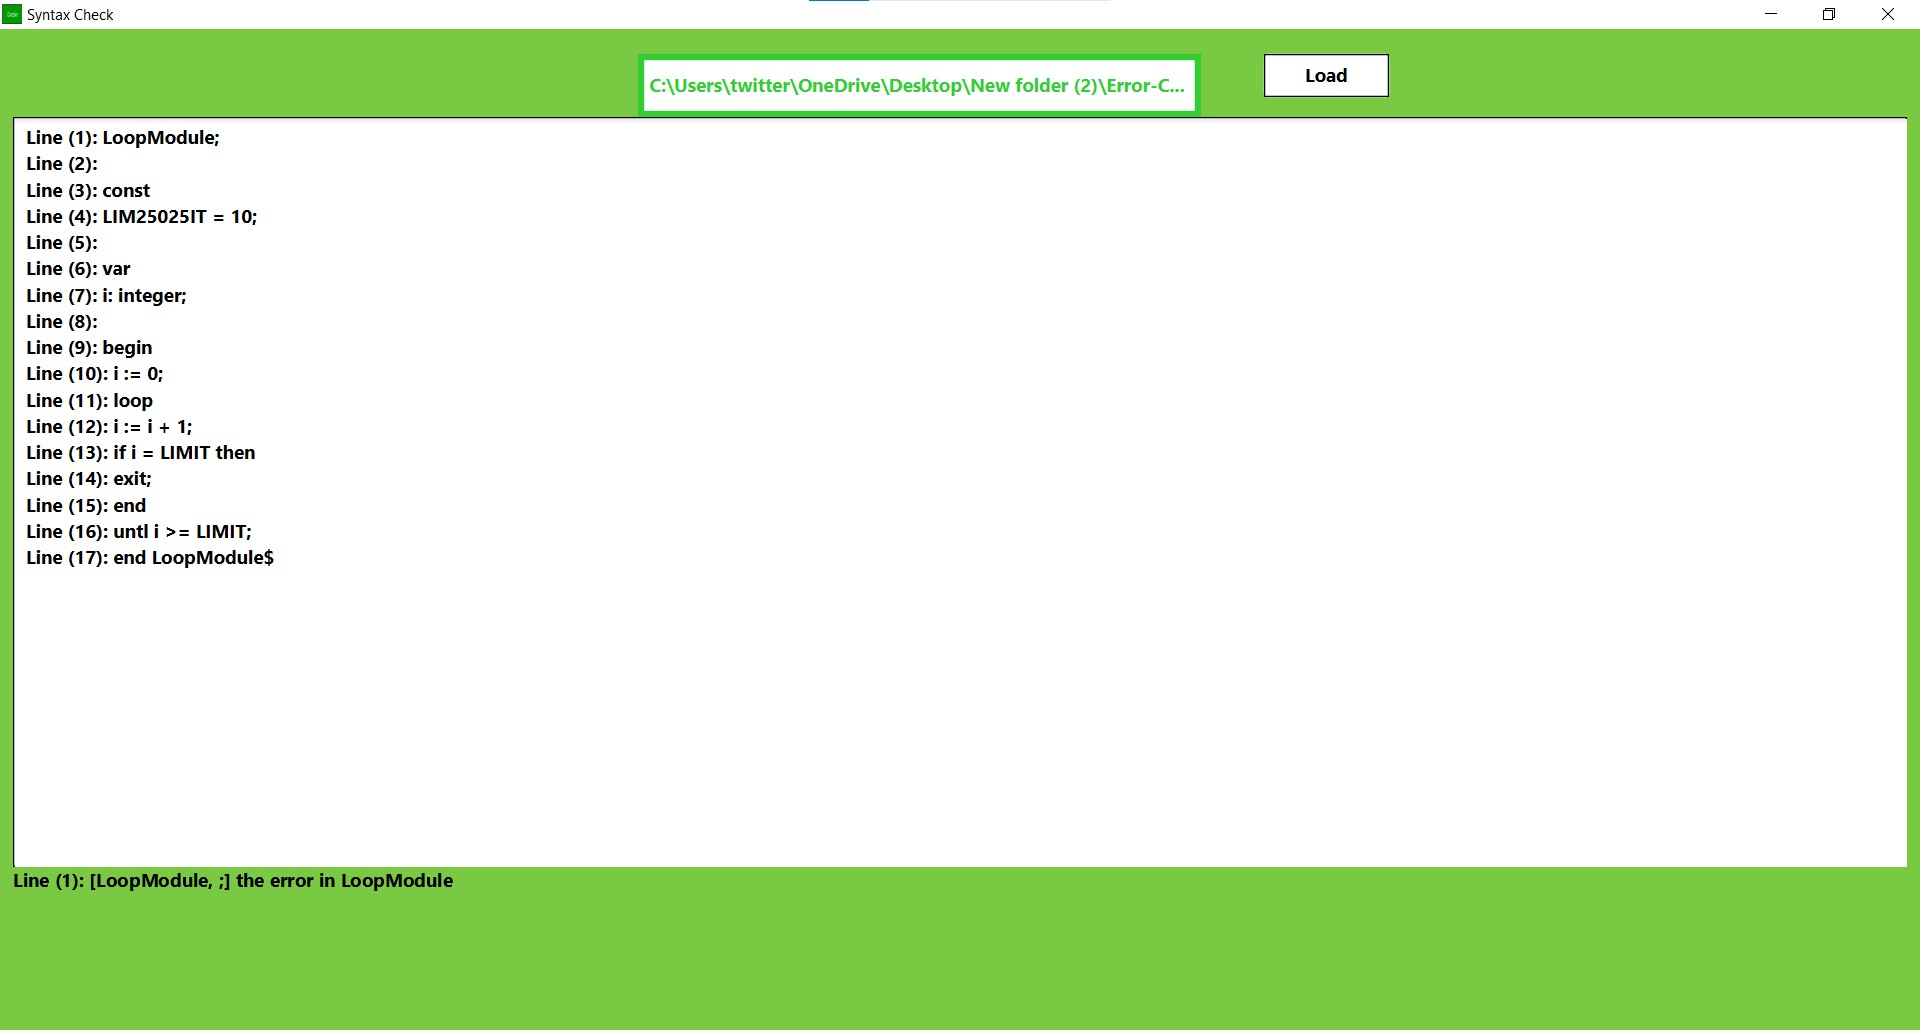 Syntax Check
C:\Users\twitter\OneDrive\Desktop\New folder (2)\Error-C...
Load
Line (1): LoopModule;
Line (2):
Line (3): const
Line (4): LIM25025IT = 10;
Line (5):
Line (6): var
Line (7): i: integer;
Line (8):
Line (9): begin
Line (10): i := 0;
Line (11): loop
Line (12): i := i + 1;
Line (13): if i = LIMIT then
Line (14): exit;
Line (15): end
Line (16): untl i >= LIMIT;
Line (17): end LoopModule$
Line (1): [LoopModule, ;] the error in LoopModule